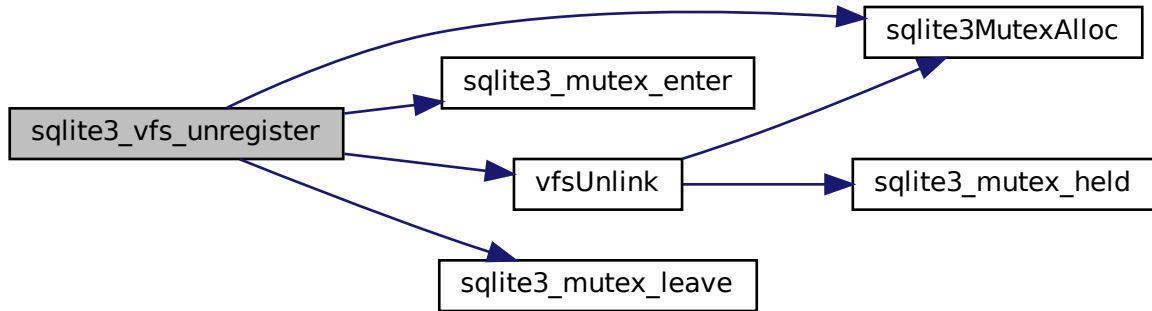 sqlite3MutexAlloc
sqlite3_mutex_enter
sqlite3_vfs_unregister
vfsUnlink
sqlite3_mutex_held
sqlite3_mutex_leave